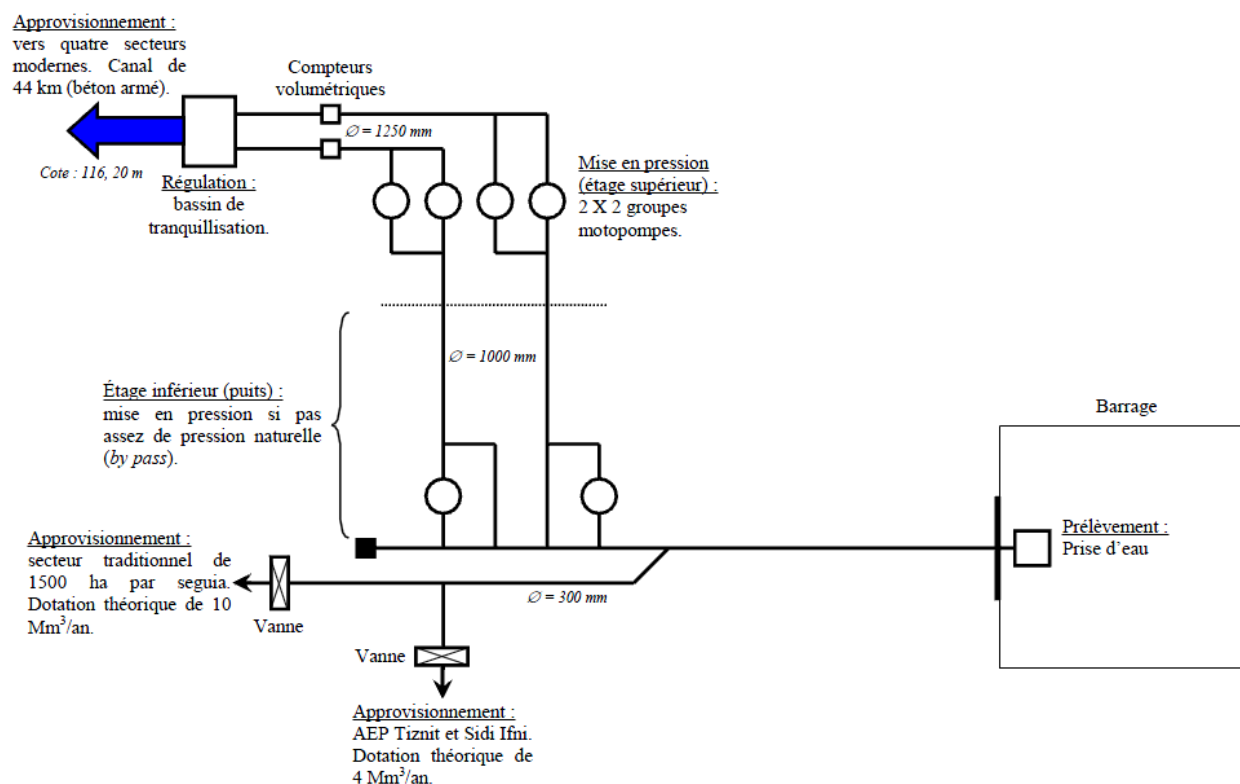 Approvisionnement :
vers quatre secteurs
modernes. Canal de
44 km (béton armé).
Compteurs
volumétriques
∅ = 1250 mm
Cote : 116, 20 m
Régulation :
bassin de
tranquillisation.
Mise en pression
(étage supérieur) :
2 X 2 groupes
motopompes.
∅ = 1000 mm
Étage inférieur (puits) :
mise en pression si pas
assez de pression naturelle
(by pass).
Barrage
Prélèvement :
Prise d'eau
Approvisionnement :
secteur traditionnel de
1500 ha par seguia.
Dotation théorique de 10
Mm³/an.
Vanne
∅ = 300 mm
Vanne
Approvisionnement :
AEP Tiznit et Sidi Ifni.
Dotation théorique de
4 Mm³/an.